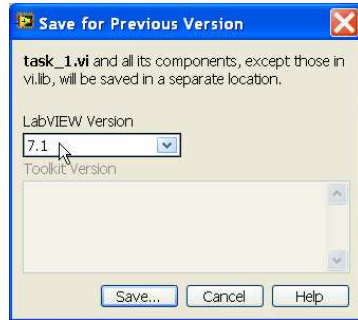 Save for Previous Version
task_1.vi and all its components, except those in
vi.lib, will be saved in a separate location.
LabVIEW Version
7.1
Toolkit Version
Save...
Cancel
Help